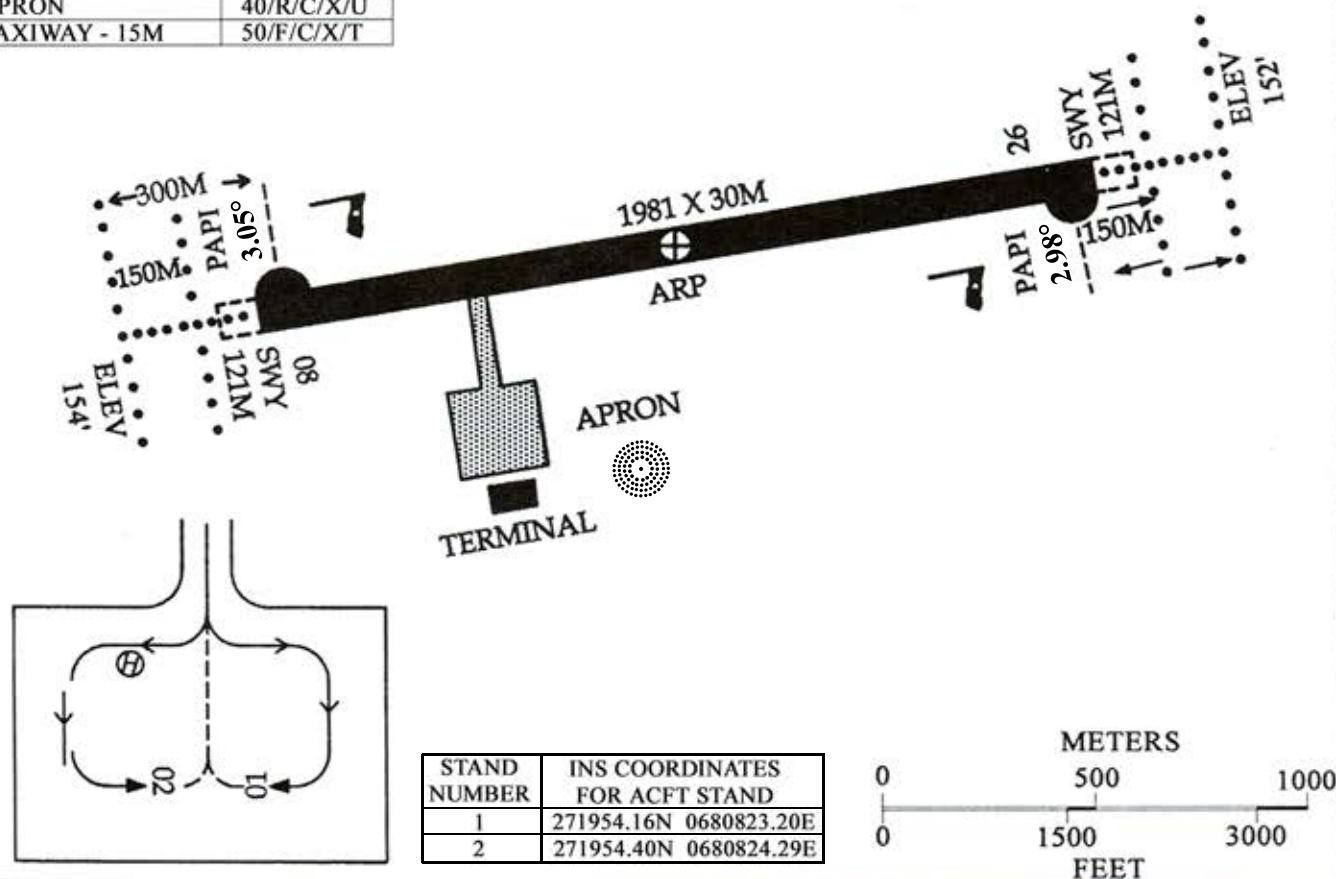 PRON 40/R/C/X/U
AXIWAY - 15M 50/F/C/X/T
ELEV
152'
SWY
121M
26
300M
1981 X 30M
PAPI
3.05°
150M
150M
PAPI
2.98°
ARP
ELEV
154'
121M
SWY
08
APRON
TERMINAL
H
02
01
STAND NUMBER
INS COORDINATES FOR ACFT STAND
1 271954.16N 0680823.20E
2 271954.40N 0680824.29E
METERS
0 500 1000
0 1500 3000
FEET